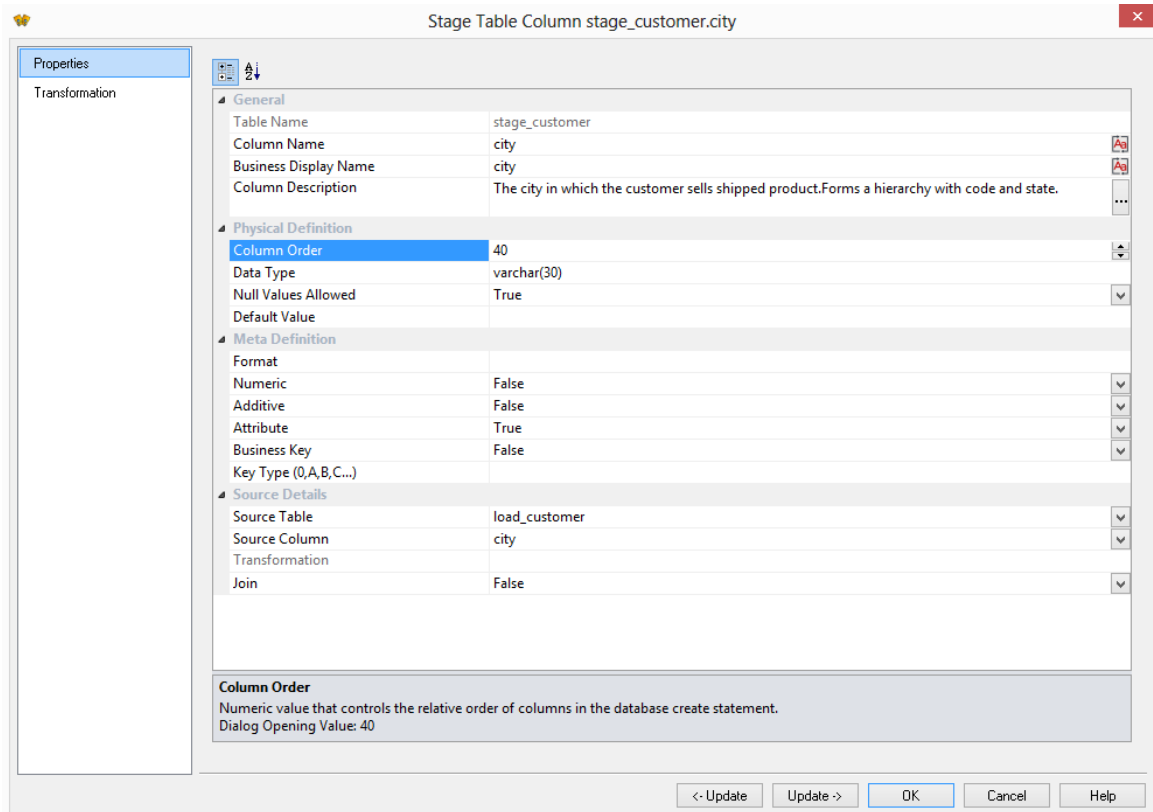 Stage Table Column stage_customer.city
Properties
Transformation
General
Table Name stage_customer
Column Name city
Business Display Name city
Column Description The city in which the customer sells shipped product.Forms a hierarchy with code and state.
...
Physical Definition
Column Order 40
Data Type varchar(30)
Null Values Allowed True
Default Value
Meta Definition
Format
Numeric False
Additive False
Attribute True
Business Key False
Key Type (0,A,B,C...)
Source Details
Source Table load_customer
Source Column city
Transformation
Join False
Column Order
Numeric value that controls the relative order of columns in the database create statement.
Dialog Opening Value: 40
<- Update Update -> OK Cancel Help